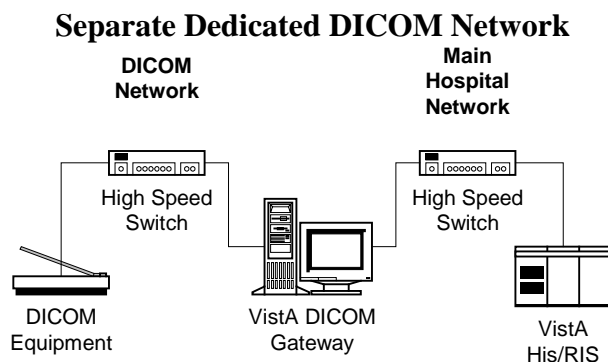 Separate Dedicated DICOM Network
DICOM
Network
Main
Hospital
Network
High Speed
Switch
High Speed
Switch
DICOM
Equipment
VistA DICOM
Gateway
VistA
His/RIS